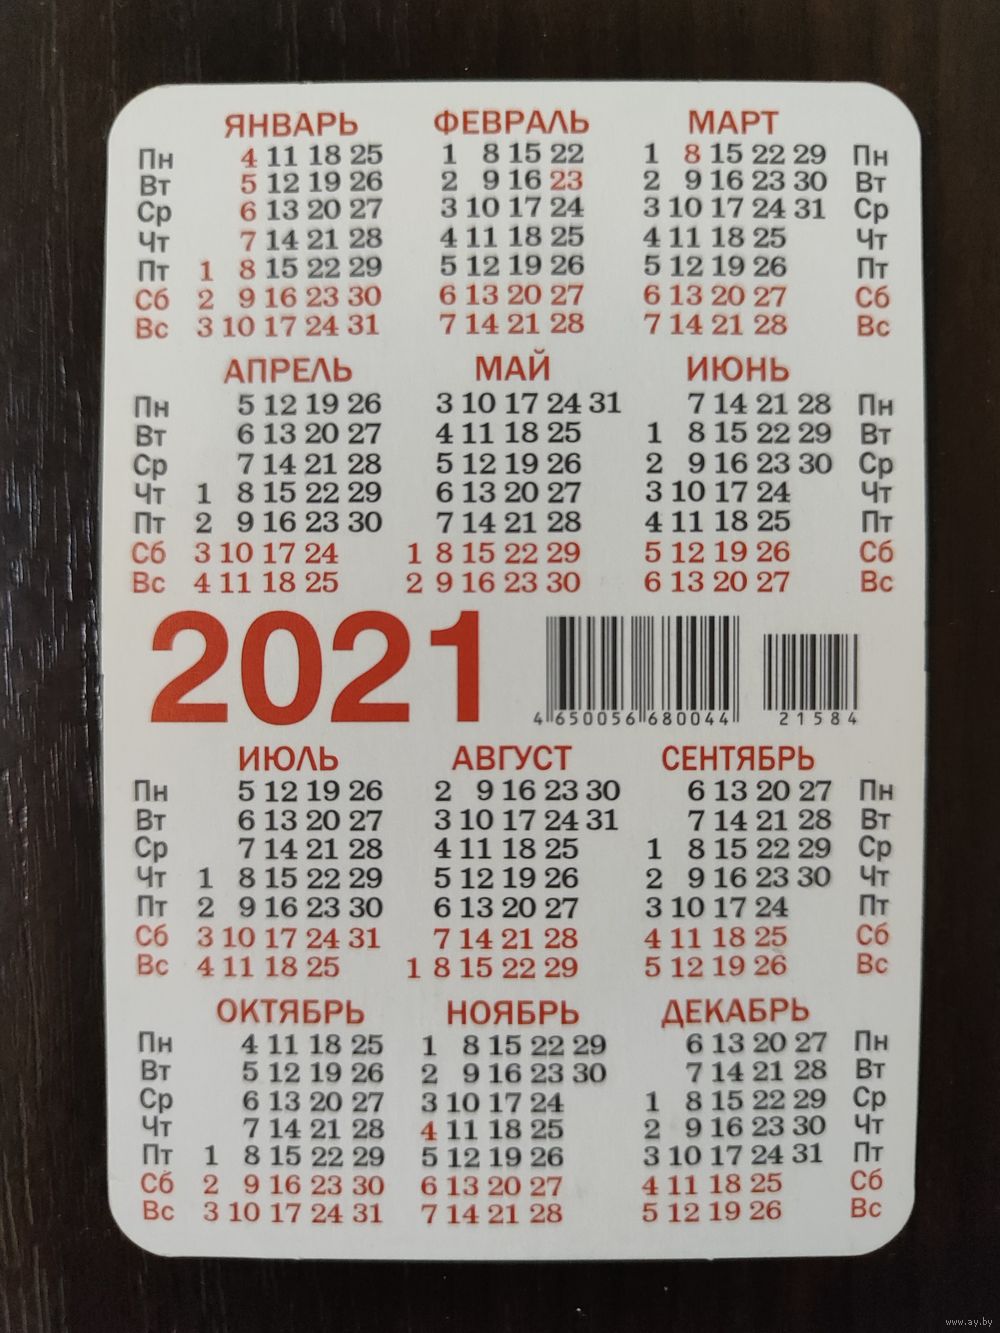 ЯНВАРЬ ФЕВРАЛЬ МАРТ
Пн 4 11 18 25 1 8 15 22 1 8 15 22 29 Пн
Вт 5 12 19 26 2 9 16 23 2 9 16 23 30 Вт
Ср 6 13 20 27 3 10 17 24 3 10 17 24 31 Ср
Чт 7 14 21 28 4 11 18 25 4 11 18 25 Чт
Пт 1 8 15 22 29 5 12 19 26 5 12 19 26 Пт
Сб 2 9 16 23 30 6 13 20 27 6 13 20 27 Сб
Вс 3 10 17 24 31 7 14 21 28 7 14 21 28 Вс
АПРЕЛЬ МАЙ ИЮНЬ
Пн 5 12 19 26 3 10 17 24 31 7 14 21 28 Пн
Вт 6 13 20 27 4 11 18 25 1 8 15 22 29 Вт
Ср 7 14 21 28 5 12 19 26 2 9 16 23 30 Ср
Чт 1 8 15 22 29 6 13 20 27 3 10 17 24 Чт
Пт 2 9 16 23 30 7 14 21 28 4 11 18 25 Пт
Сб 3 10 17 24 1 8 15 22 29 5 12 19 26 Сб
Вс 4 11 18 25 2 9 16 23 30 6 13 20 27 Вс
2021
4 650056 680044 21584
ИЮЛЬ АВГУСТ СЕНТЯБРЬ
Пн 5 12 19 26 2 9 16 23 30 6 13 20 27 Пн
Вт 6 13 20 27 3 10 17 24 31 7 14 21 28 Вт
Ср 7 14 21 28 4 11 18 25 1 8 15 22 29 Ср
Чт 1 8 15 22 29 5 12 19 26 2 9 16 23 30 Чт
Пт 2 9 16 23 30 6 13 20 27 3 10 17 24 Пт
Сб 3 10 17 24 31 7 14 21 28 4 11 18 25 Сб
Вс 4 11 18 25 1 8 15 22 29 5 12 19 26 Вс
ОКТЯБРЬ НОЯБРЬ ДЕКАБРЬ
Пн 4 11 18 25 1 8 15 22 29 6 13 20 27 Пн
Вт 5 12 19 26 2 9 16 23 30 7 14 21 28 Вт
Ср 6 13 20 27 3 10 17 24 1 8 15 22 29 Ср
Чт 7 14 21 28 4 11 18 25 2 9 16 23 30 Чт
Пт 1 8 15 22 29 5 12 19 26 3 10 17 24 31 Пт
Сб 2 9 16 23 30 6 13 20 27 4 11 18 25 Сб
Вс 3 10 17 24 31 7 14 21 28 5 12 19 26 Вс
www.ay.by